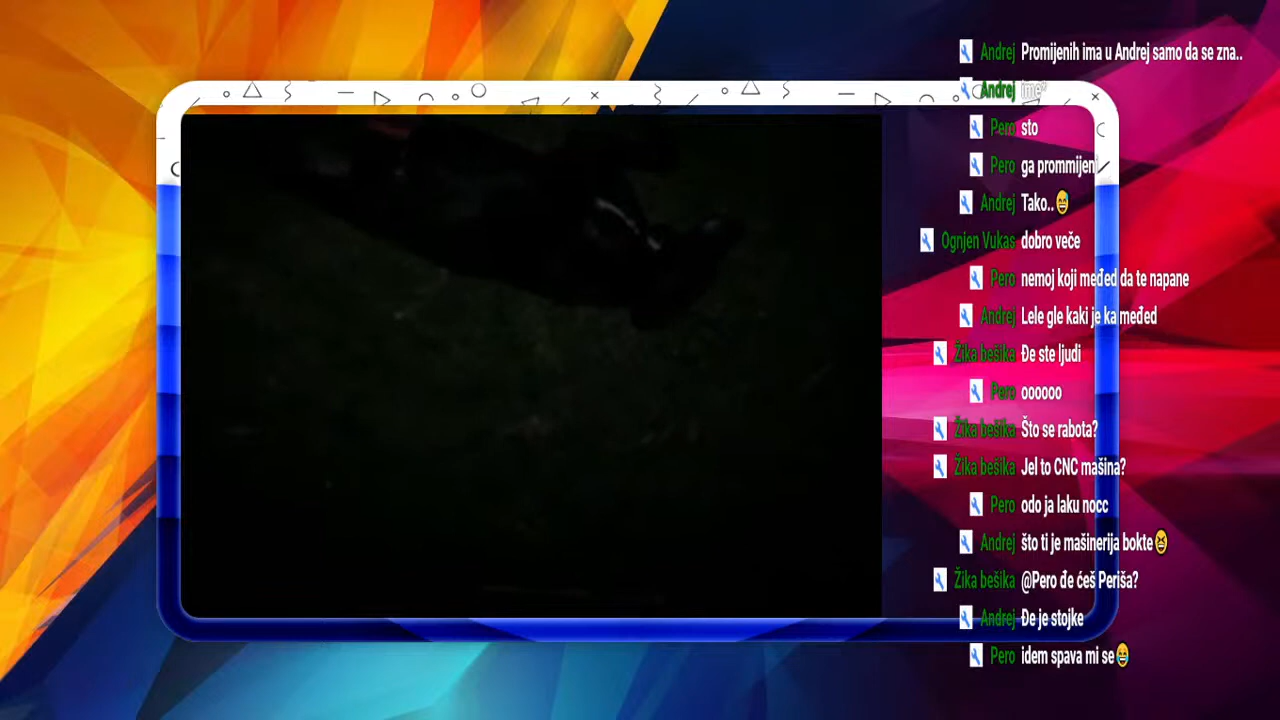 Andrej Promijenih ima u Andrej samo da se zna..
Andrej ime*
Pero sto
Pero ga prommijeni
Andrej Tako..😅
Ognjen Vukas dobro veče
Pero nemoj koji međed da te napane
Andrej Lele gle kaki je ka međed
Žika bešika Đe ste ljudi
Pero oooooo
Žika bešika Što se rabota?
Žika bešika Jel to CNC mašina?
Pero odo ja laku nocc
Andrej što ti je mašinerija bokte😆
Žika bešika @Pero đe ćeš Periša?
Andrej Đe je stojke
Pero idem spava mi se😂